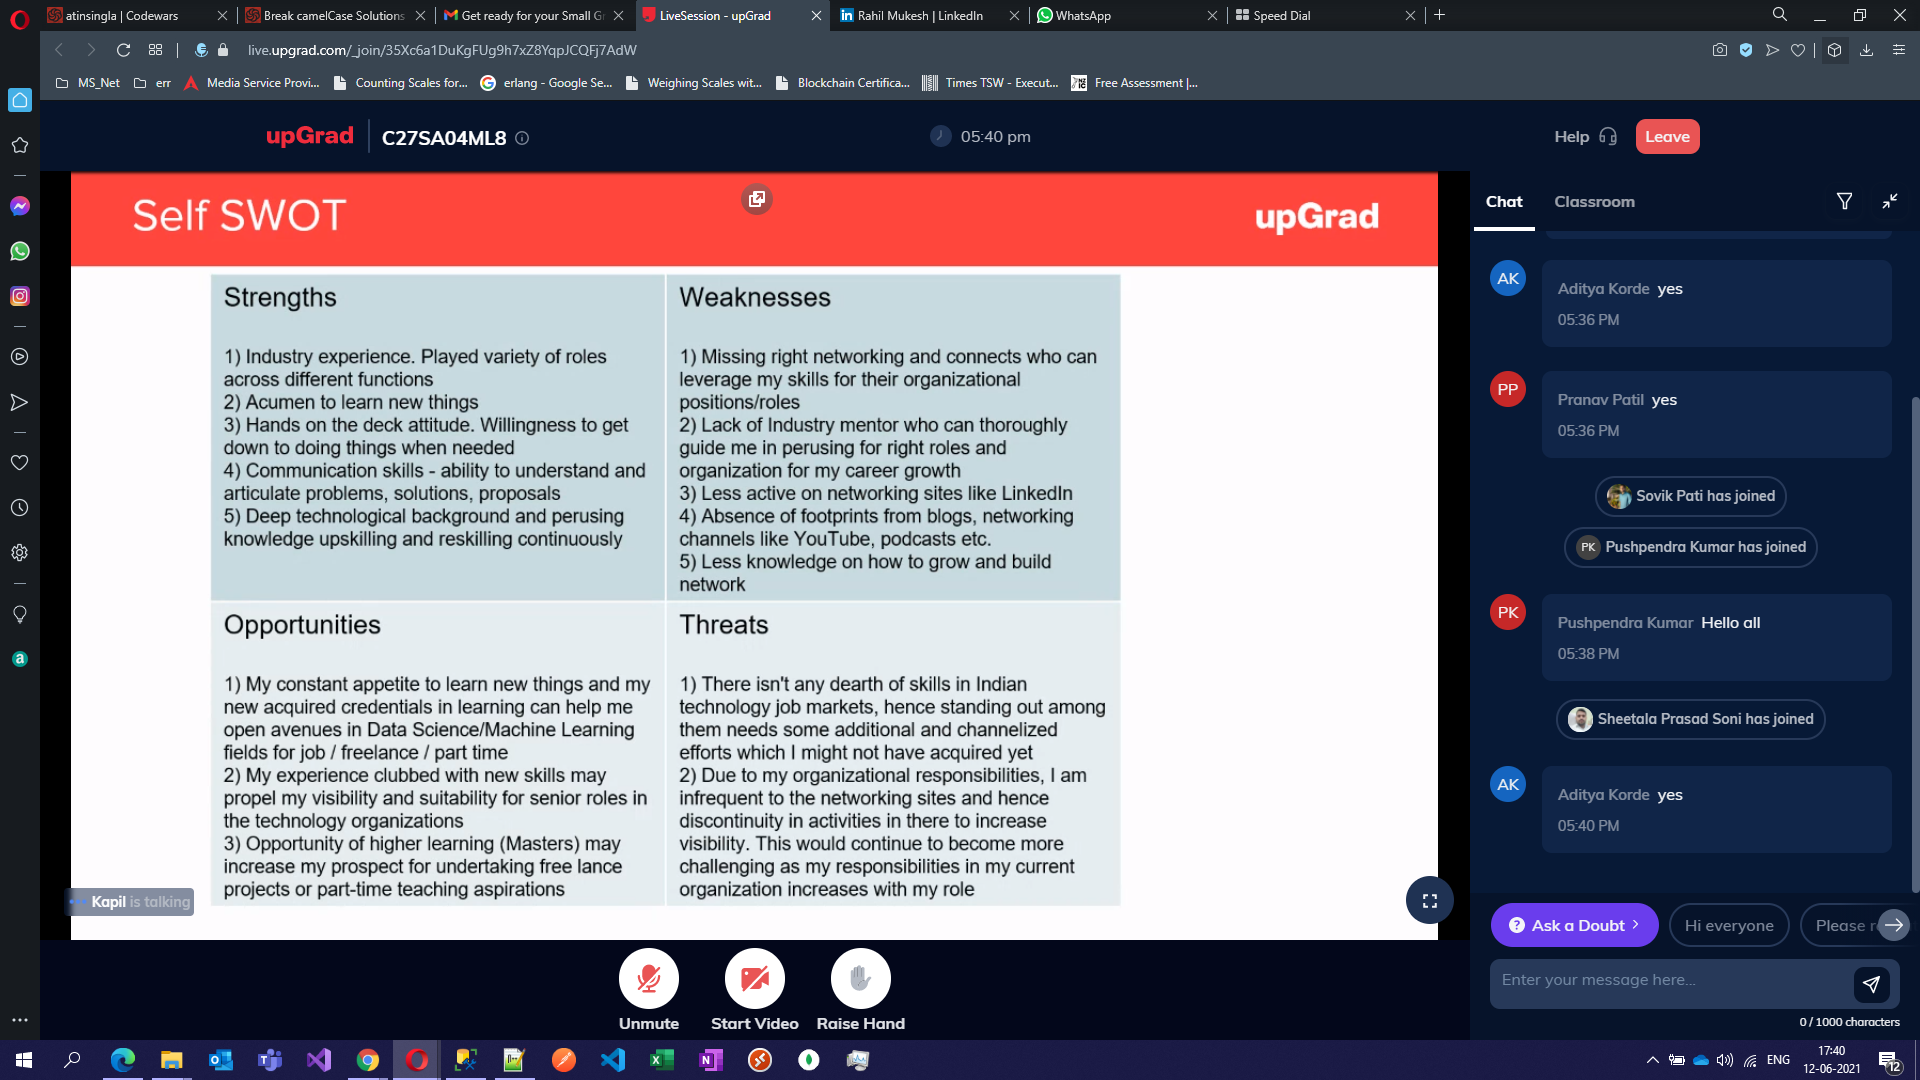 atinsingla | Codewars
Break camelCase Solutions
Get ready for your Small Gr
LiveSession - upGrad
Rahil Mukesh | LinkedIn
WhatsApp
Speed Dial
live.upgrad.com/_join/35Xc6a1DuKgFUg9h7xZ8YqpJCQFj7AdW
MS_Net
err
Media Service Provi...
Counting Scales for...
erlang - Google Se...
Weighing Scales wit...
Blockchain Certifica...
Times TSW - Execut...
Free Assessment |...
upGrad
C27SA04ML8
05:40 pm
Help
Leave
Self SWOT
upGrad
Strengths
1) Industry experience. Played variety of roles
across different functions
2) Acumen to learn new things
3) Hands on the deck attitude. Willingness to get
down to doing things when needed
4) Communication skills - ability to understand and
articulate problems, solutions, proposals
5) Deep technological background and perusing
knowledge upskilling and reskilling continuously
Weaknesses
1) Missing right networking and connects who can
leverage my skills for their organizational
positions/roles
2) Lack of Industry mentor who can thoroughly
guide me in perusing for right roles and
organization for my career growth
3) Less active on networking sites like LinkedIn
4) Absence of footprints from blogs, networking
channels like YouTube, podcasts etc.
5) Less knowledge on how to grow and build
network
Opportunities
1) My constant appetite to learn new things and my
new acquired credentials in learning can help me
open avenues in Data Science/Machine Learning
fields for job / freelance / part time
2) My experience clubbed with new skills may
propel my visibility and suitability for senior roles in
the technology organizations
3) Opportunity of higher learning (Masters) may
increase my prospect for undertaking free lance
projects or part-time teaching aspirations
Threats
1) There isn't any dearth of skills in Indian
technology job markets, hence standing out among
them needs some additional and channelized
efforts which I might not have acquired yet
2) Due to my organizational responsibilities, I am
infrequent to the networking sites and hence
discontinuity in activities in there to increase
visibility. This would continue to become more
challenging as my responsibilities in my current
organization increases with my role
Kapil is talking
Unmute
Start Video
Raise Hand
Chat
Classroom
AK
Aditya Korde yes
05:36 PM
PP
Pranav Patil yes
05:36 PM
Sovik Pati has joined
PK Pushpendra Kumar has joined
PK
Pushpendra Kumar Hello all
05:38 PM
Sheetala Prasad Soni has joined
AK
Aditya Korde yes
05:40 PM
Ask a Doubt
Hi everyone
Please r
Enter your message here...
0 / 1000 characters
ENG
17:40
12-06-2021
12